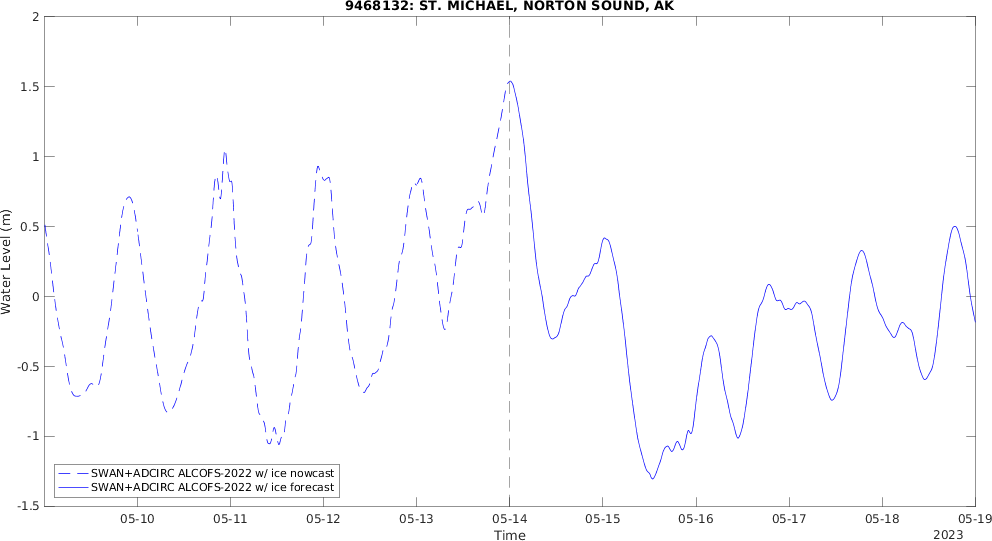 9468132: ST. MICHAEL, NORTON SOUND, AK
Water Level (m)
2
1.5
1
0.5
0
-0.5
-1
-1.5
SWAN+ADCIRC ALCOFS-2022 w/ ice nowcast
SWAN+ADCIRC ALCOFS-2022 w/ ice forecast
05-10 05-11 05-12 05-13 05-14 05-15 05-16 05-17 05-18 05-19
Time
2023